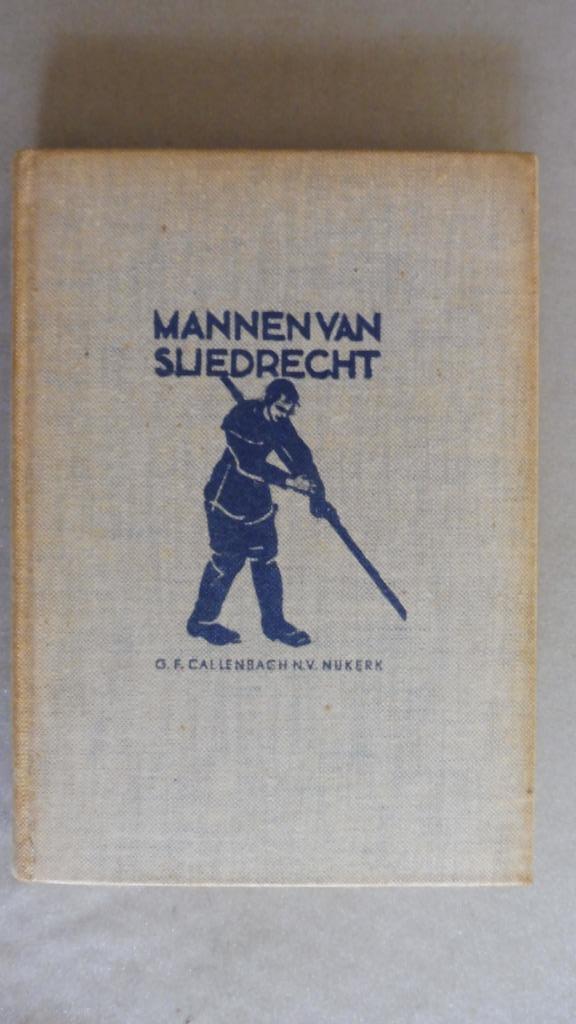 MANNEN VAN
SLIEDRECHT
G. F. CALLENBACH N.V. NIJKERK